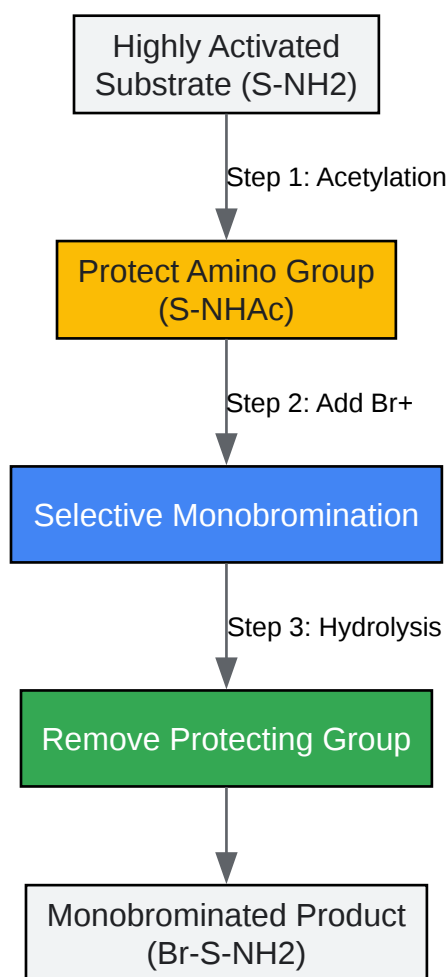 Highly Activated
Substrate (S-NH2)
Step 1: Acetylation
Protect Amino Group
(S-NHAc)
Step 2: Add Br+
Selective Monobromination
Step 3: Hydrolysis
Remove Protecting Group
Monobrominated Product
(Br-S-NH2)